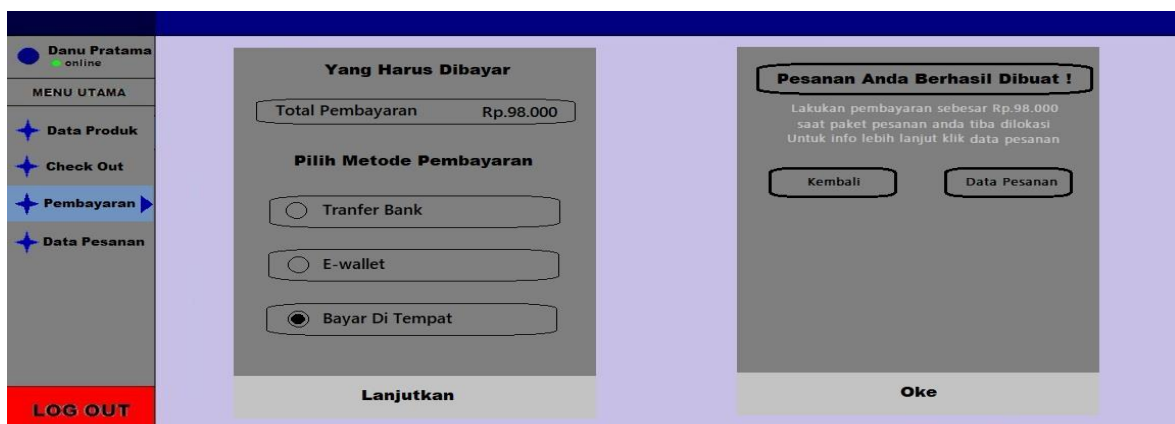 Danu Pratama
online
MENU UTAMA
Data Produk
Check Out
Pembayaran
Data Pesanan
LOG OUT
Yang Harus Dibayar
Total Pembayaran Rp.98.000
Pilih Metode Pembayaran
Tranfer Bank
E-wallet
Bayar Di Tempat
Lanjutkan
Pesanan Anda Berhasil Dibuat !
Lakukan pembayaran sebesar Rp.98.000
saat paket pesanan anda tiba dilokasi
Untuk info lebih lanjut klik data pesanan
Kembali Data Pesanan
Oke